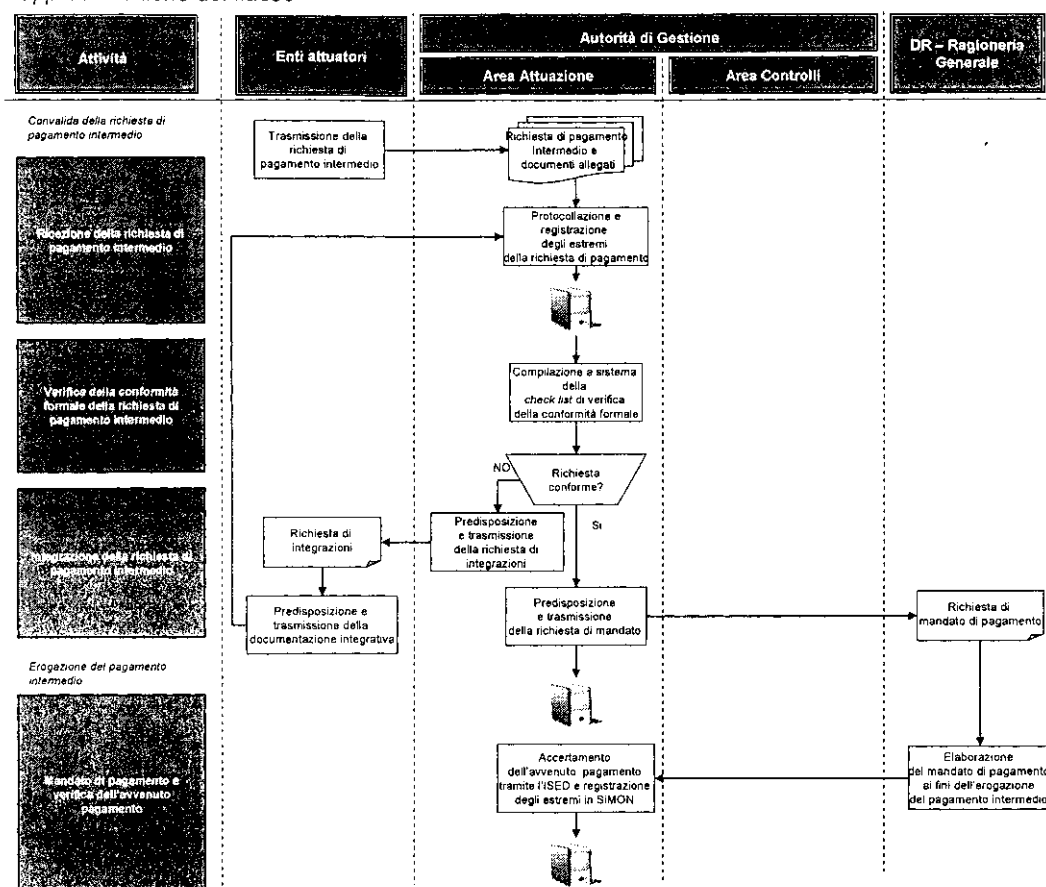 Attività
Enti attuatori
Autorità di Gestione
Area Attuazione
Area Controlli
DR – Ragioneria
Generale
Convalida della richiesta di
pagamento intermedio
Trasmissione della
richiesta di
pagamento intermedio
Richiesta di pagamento
Intermedio e
documenti allegati
Ricezione della richiesta di
pagamento intermedio
Protocollazione e
registrazione
degli estremi
della richiesta di pagamento
Verifica della conformità
formale della richiesta di
pagamento intermedio
Compilazione a sistema
della
check list di verifica
della conformità formale
Richiesta
conforme?
NO
Si
Integrazione della richiesta di
pagamento intermedio
Richiesta di
integrazioni
Predisposizione
e trasmissione
della richiesta di
integrazioni
Predisposizione e
trasmissione della
documentazione integrativa
Predisposizione
e trasmissione
della richiesta di mandato
Richiesta di
mandato di pagamento
Erogazione del pagamento
intermedio
Mandato di pagamento e
verifica dell'avvenuto
pagamento
Accertamento
dell'avvenuto pagamento
tramite l'ISED e registrazione
degli estremi in SIMON
Elaborazione
del mandato di pagamento
ai fini dell'erogazione
del pagamento intermedio